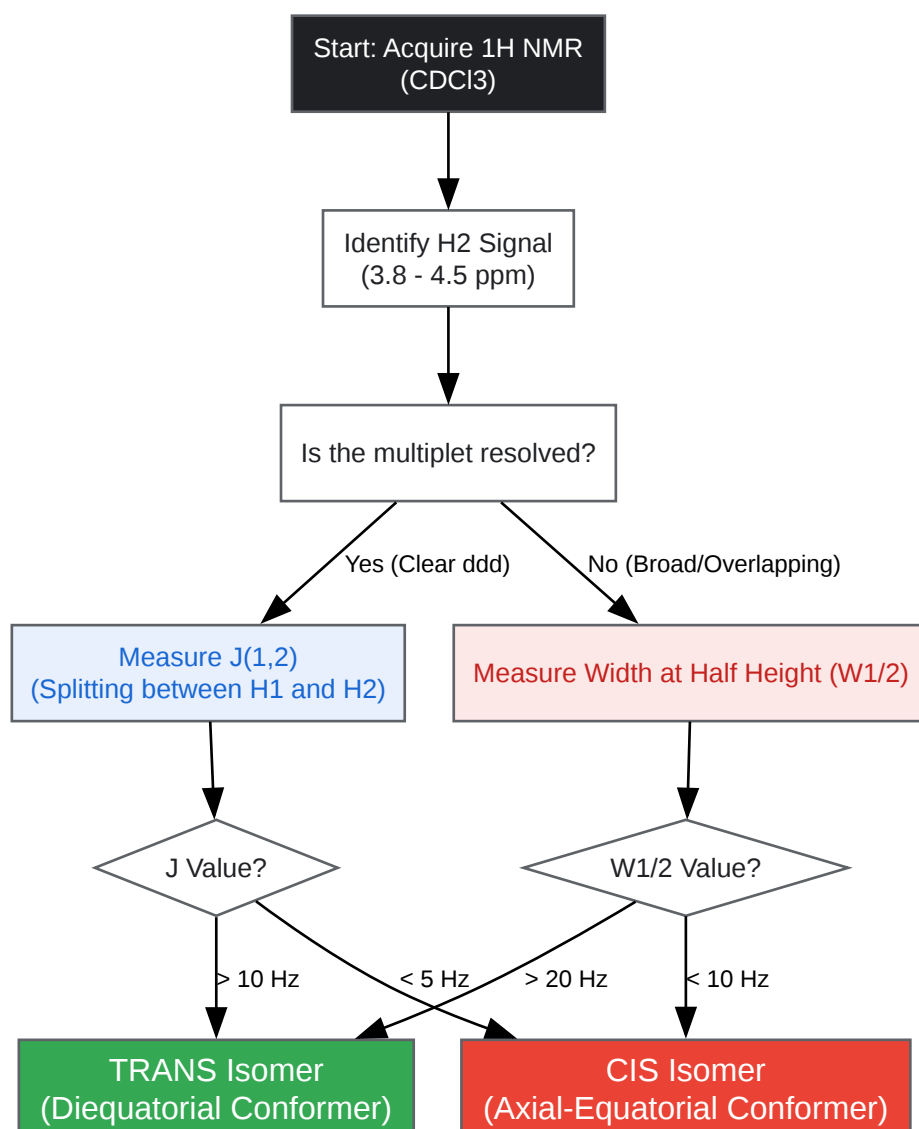 Start: Acquire 1H NMR
(CDCl3)
Identify H2 Signal
(3.8 - 4.5 ppm)
Is the multiplet resolved?
Yes (Clear ddd)
No (Broad/Overlapping)
Measure J(1,2)
(Splitting between H1 and H2)
Measure Width at Half Height (W1/2)
J Value?
W1/2 Value?
> 10 Hz
< 5 Hz
> 20 Hz
< 10 Hz
TRANS Isomer
(Diequatorial Conformer)
CIS Isomer
(Axial-Equatorial Conformer)